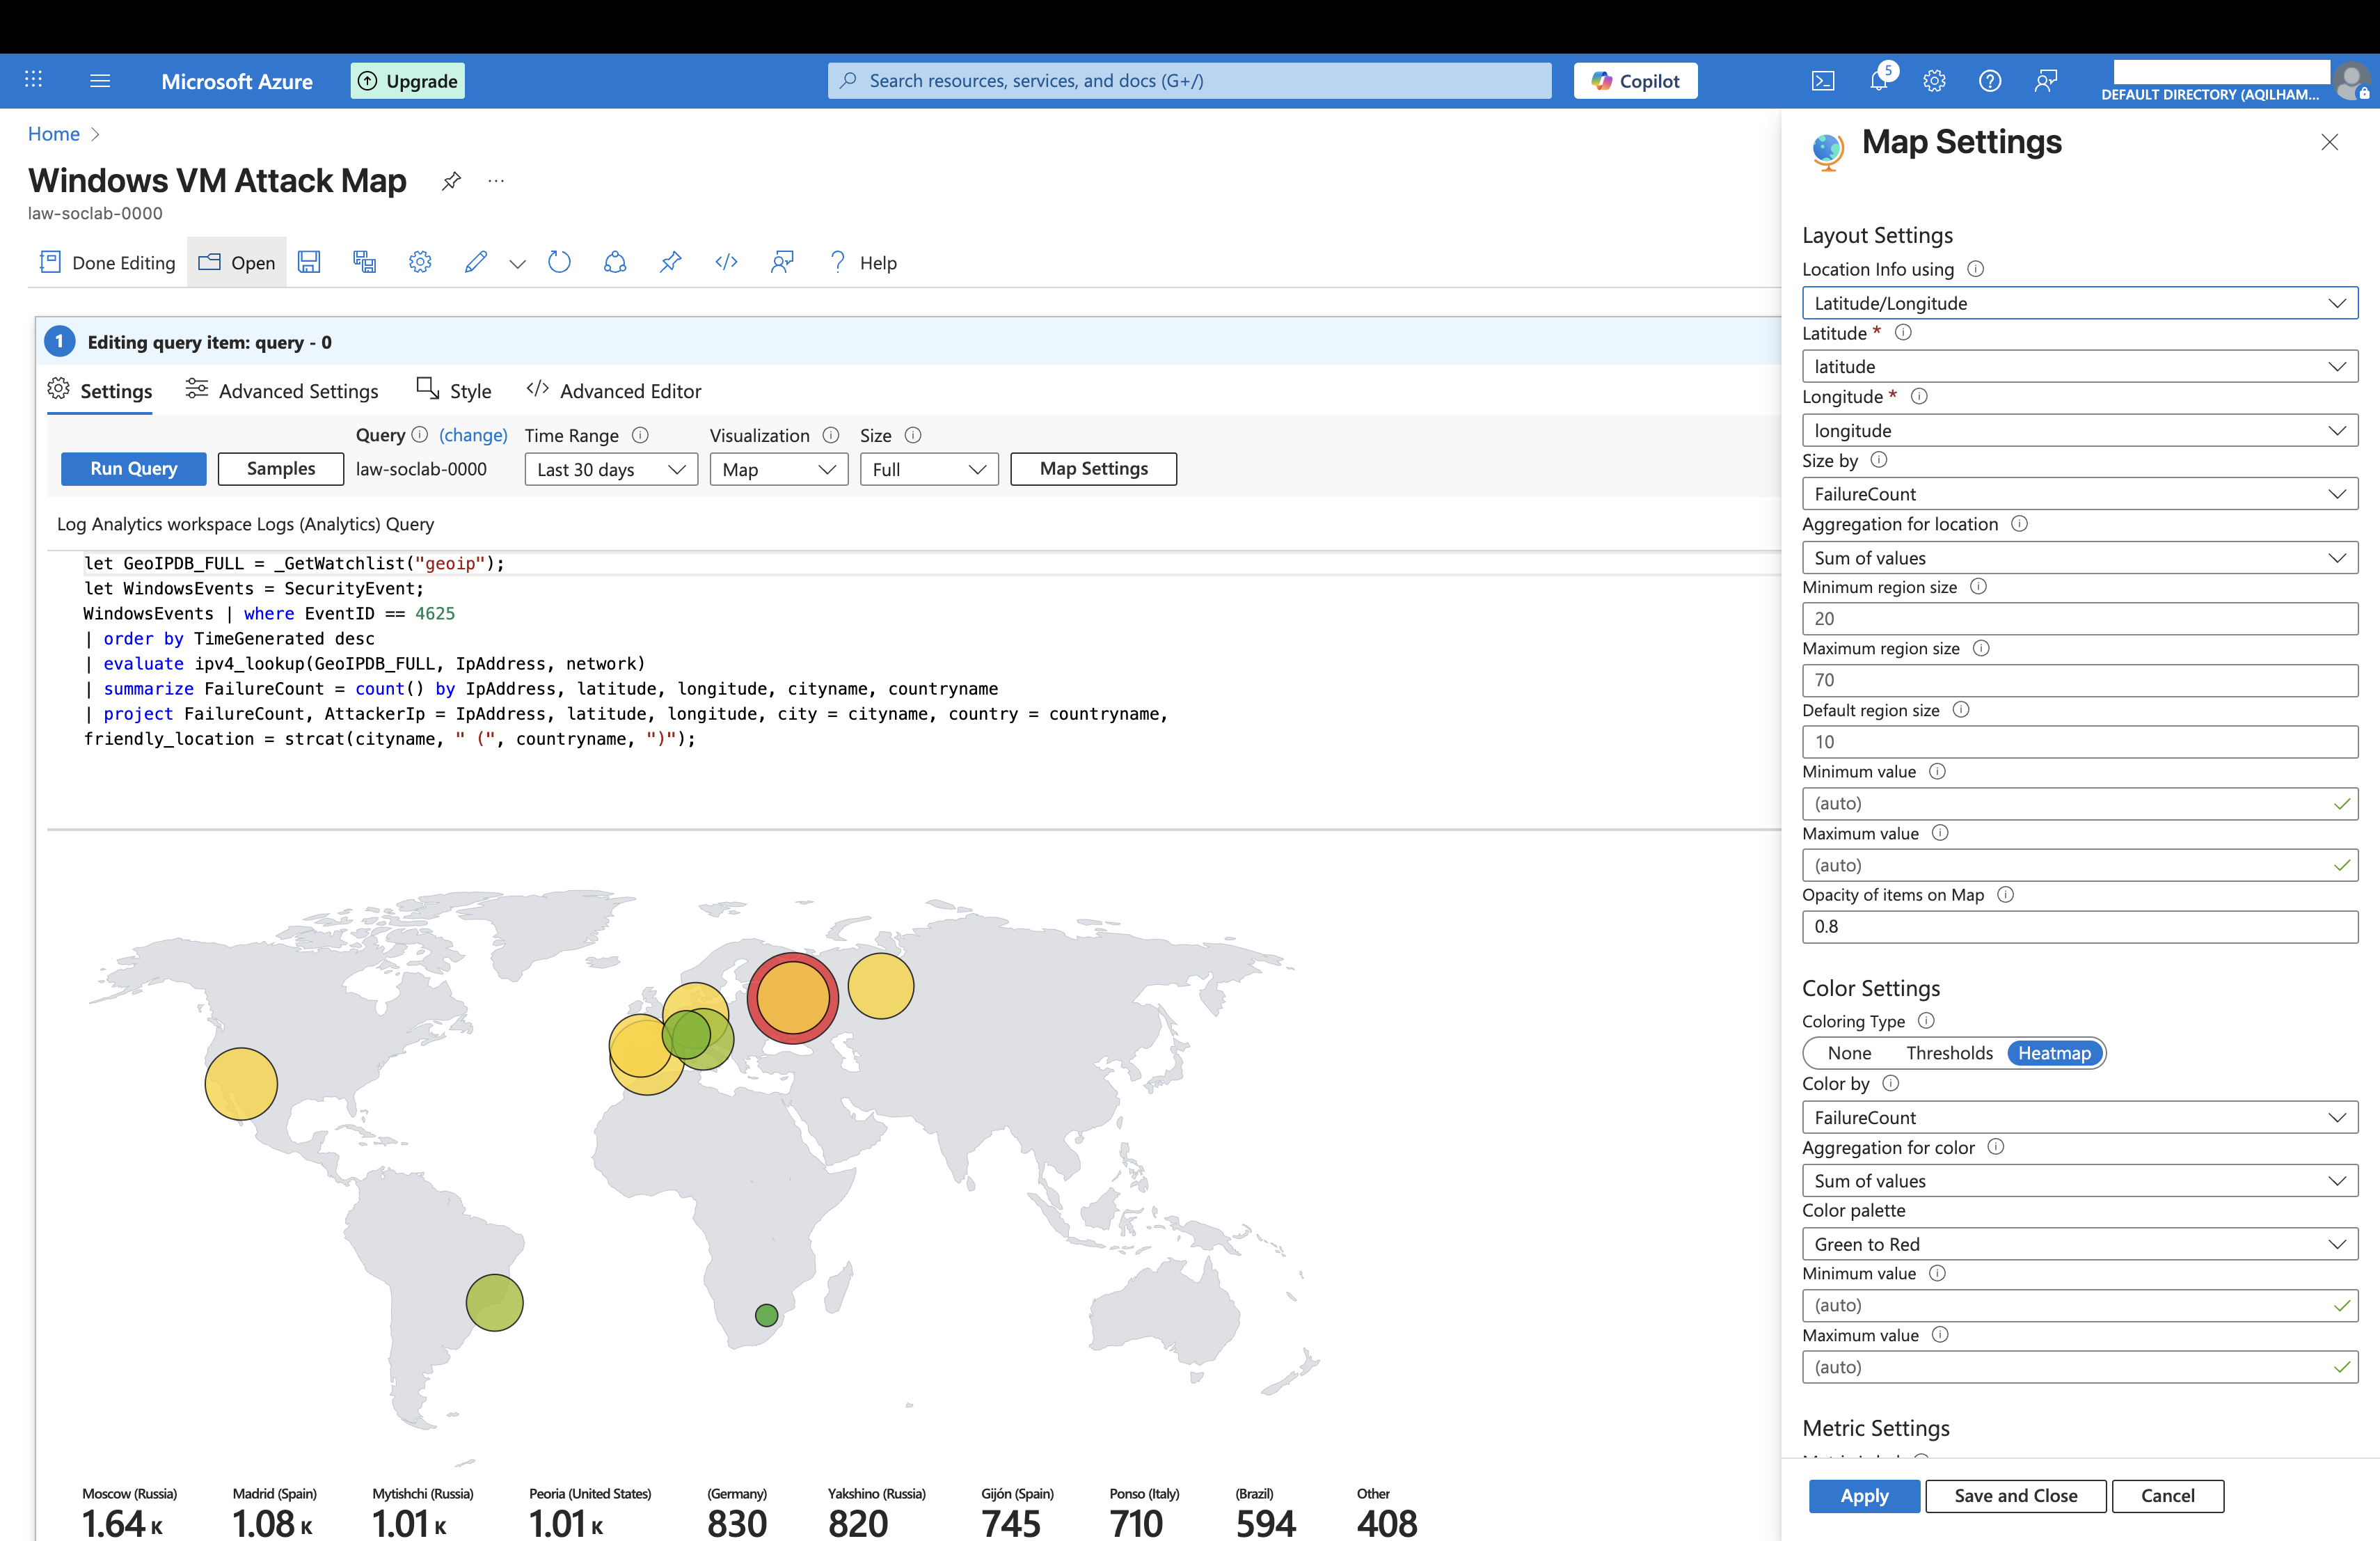 Microsoft Azure
Upgrade
Search resources, services, and docs (G+/)
Copilot
5
DEFAULT DIRECTORY (AQILHAM...
Home
Windows VM Attack Map
...
law-soclab-0000
Done Editing
Open
Help
1
Editing query item: query - 0
Settings
Advanced Settings
Style
Advanced Editor
Query (change)
Time Range
Visualization
Size
Run Query
Samples
law-soclab-0000
Last 30 days
Map
Full
Map Settings
Log Analytics workspace Logs (Analytics) Query
let GeoIPDB_FULL = _GetWatchlist("geoip");
let WindowsEvents = SecurityEvent;
WindowsEvents | where EventID == 4625
| order by TimeGenerated desc
| evaluate ipv4_lookup(GeoIPDB_FULL, IpAddress, network)
| summarize FailureCount = count() by IpAddress, latitude, longitude, cityname, countryname
| project FailureCount, AttackerIp = IpAddress, latitude, longitude, city = cityname, country = countryname,
friendly_location = strcat(cityname, " (", countryname, ")");
Moscow (Russia)
1.64 K
Madrid (Spain)
1.08 K
Mytishchi (Russia)
1.01 K
Peoria (United States)
1.01 K
(Germany)
830
Yakshino (Russia)
820
Gijón (Spain)
745
Ponso (Italy)
710
(Brazil)
594
Other
408
Map Settings
Layout Settings
Location Info using
Latitude/Longitude
Latitude *
latitude
Longitude *
longitude
Size by
FailureCount
Aggregation for location
Sum of values
Minimum region size
20
Maximum region size
70
Default region size
10
Minimum value
(auto)
Maximum value
(auto)
Opacity of items on Map
0.8
Color Settings
Coloring Type
None
Thresholds
Heatmap
Color by
FailureCount
Aggregation for color
Sum of values
Color palette
Green to Red
Minimum value
(auto)
Maximum value
(auto)
Metric Settings
Apply
Save and Close
Cancel